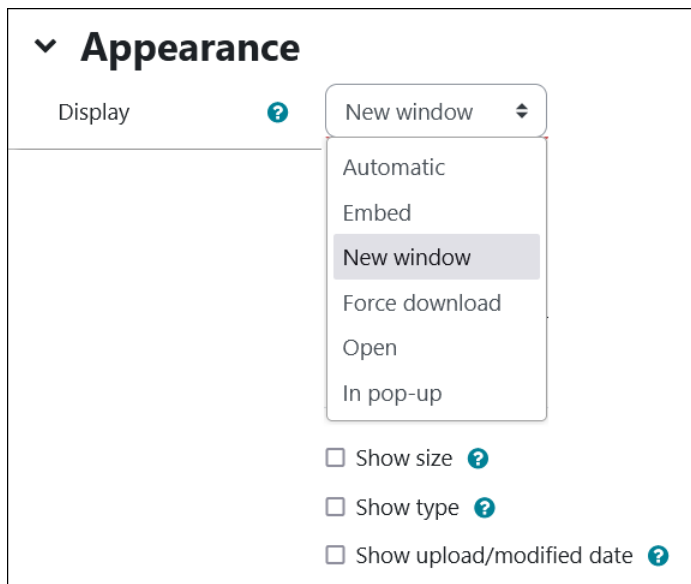 Appearance
Display ? New window
Automatic
Embed
New window
Force download
Open
In pop-up
Show size ?
Show type ?
Show upload/modified date ?